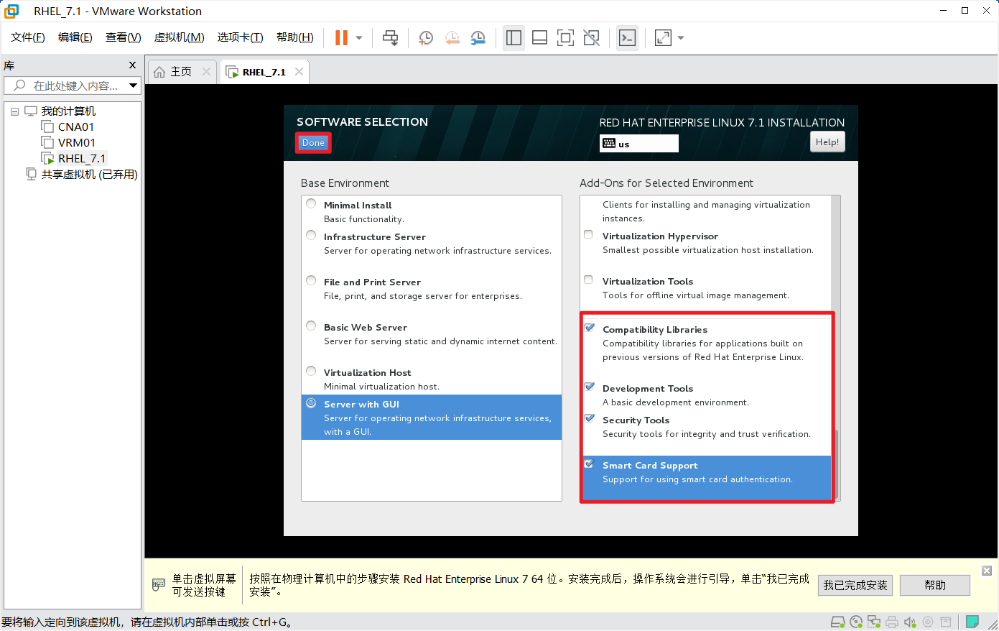 RHEL_7.1 - VMware Workstation
文件(F) 编辑(E) 查看(V) 虚拟机(M) 选项卡(T) 帮助(H)
库
在此处键入内容...
我的计算机
CNA01
VRM01
RHEL_7.1
共享虚拟机 (已弃用)
主页
RHEL_7.1
SOFTWARE SELECTION
Done
RED HAT ENTERPRISE LINUX 7.1 INSTALLATION
us
Help!
Base Environment
Minimal Install
Basic functionality.
Infrastructure Server
Server for operating network infrastructure services.
File and Print Server
File, print, and storage server for enterprises.
Basic Web Server
Server for serving static and dynamic internet content.
Virtualization Host
Minimal virtualization host.
Server with GUI
Server for operating network infrastructure services,
with a GUI.
Add-Ons for Selected Environment
Clients for installing and managing virtualization
instances.
Virtualization Hypervisor
Smallest possible virtualization host installation.
Virtualization Tools
Tools for offline virtual image management.
Compatibility Libraries
Compatibility libraries for applications built on
previous versions of Red Hat Enterprise Linux.
Development Tools
A basic development environment.
Security Tools
Security tools for integrity and trust verification.
Smart Card Support
Support for using smart card authentication.
单击虚拟屏幕
可发送按键
按照在物理计算机中的步骤安装 Red Hat Enterprise Linux 7 64 位。安装完成后，操作系统会进行引导，单击“我已完成
安装”。
我已完成安装
帮助
要将输入定向到该虚拟机，请在虚拟机内部单击或按 Ctrl+G。